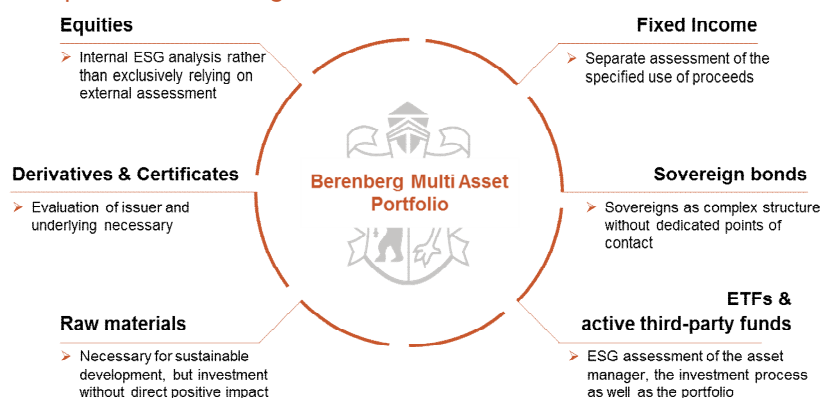 Equities
➢ Internal ESG analysis rather
than exclusively relying on
external assessment
Fixed Income
➢ Separate assessment of the
specified use of proceeds
Derivatives & Certificates
➢ Evaluation of issuer and
underlying necessary
Berenberg Multi Asset
Portfolio
Sovereign bonds
➢ Sovereigns as complex structure
without dedicated points of
contact
Raw materials
➢ Necessary for sustainable
development, but investment
without direct positive impact
ETFs &
active third-party funds
➢ ESG assessment of the asset
manager, the investment process
as well as the portfolio